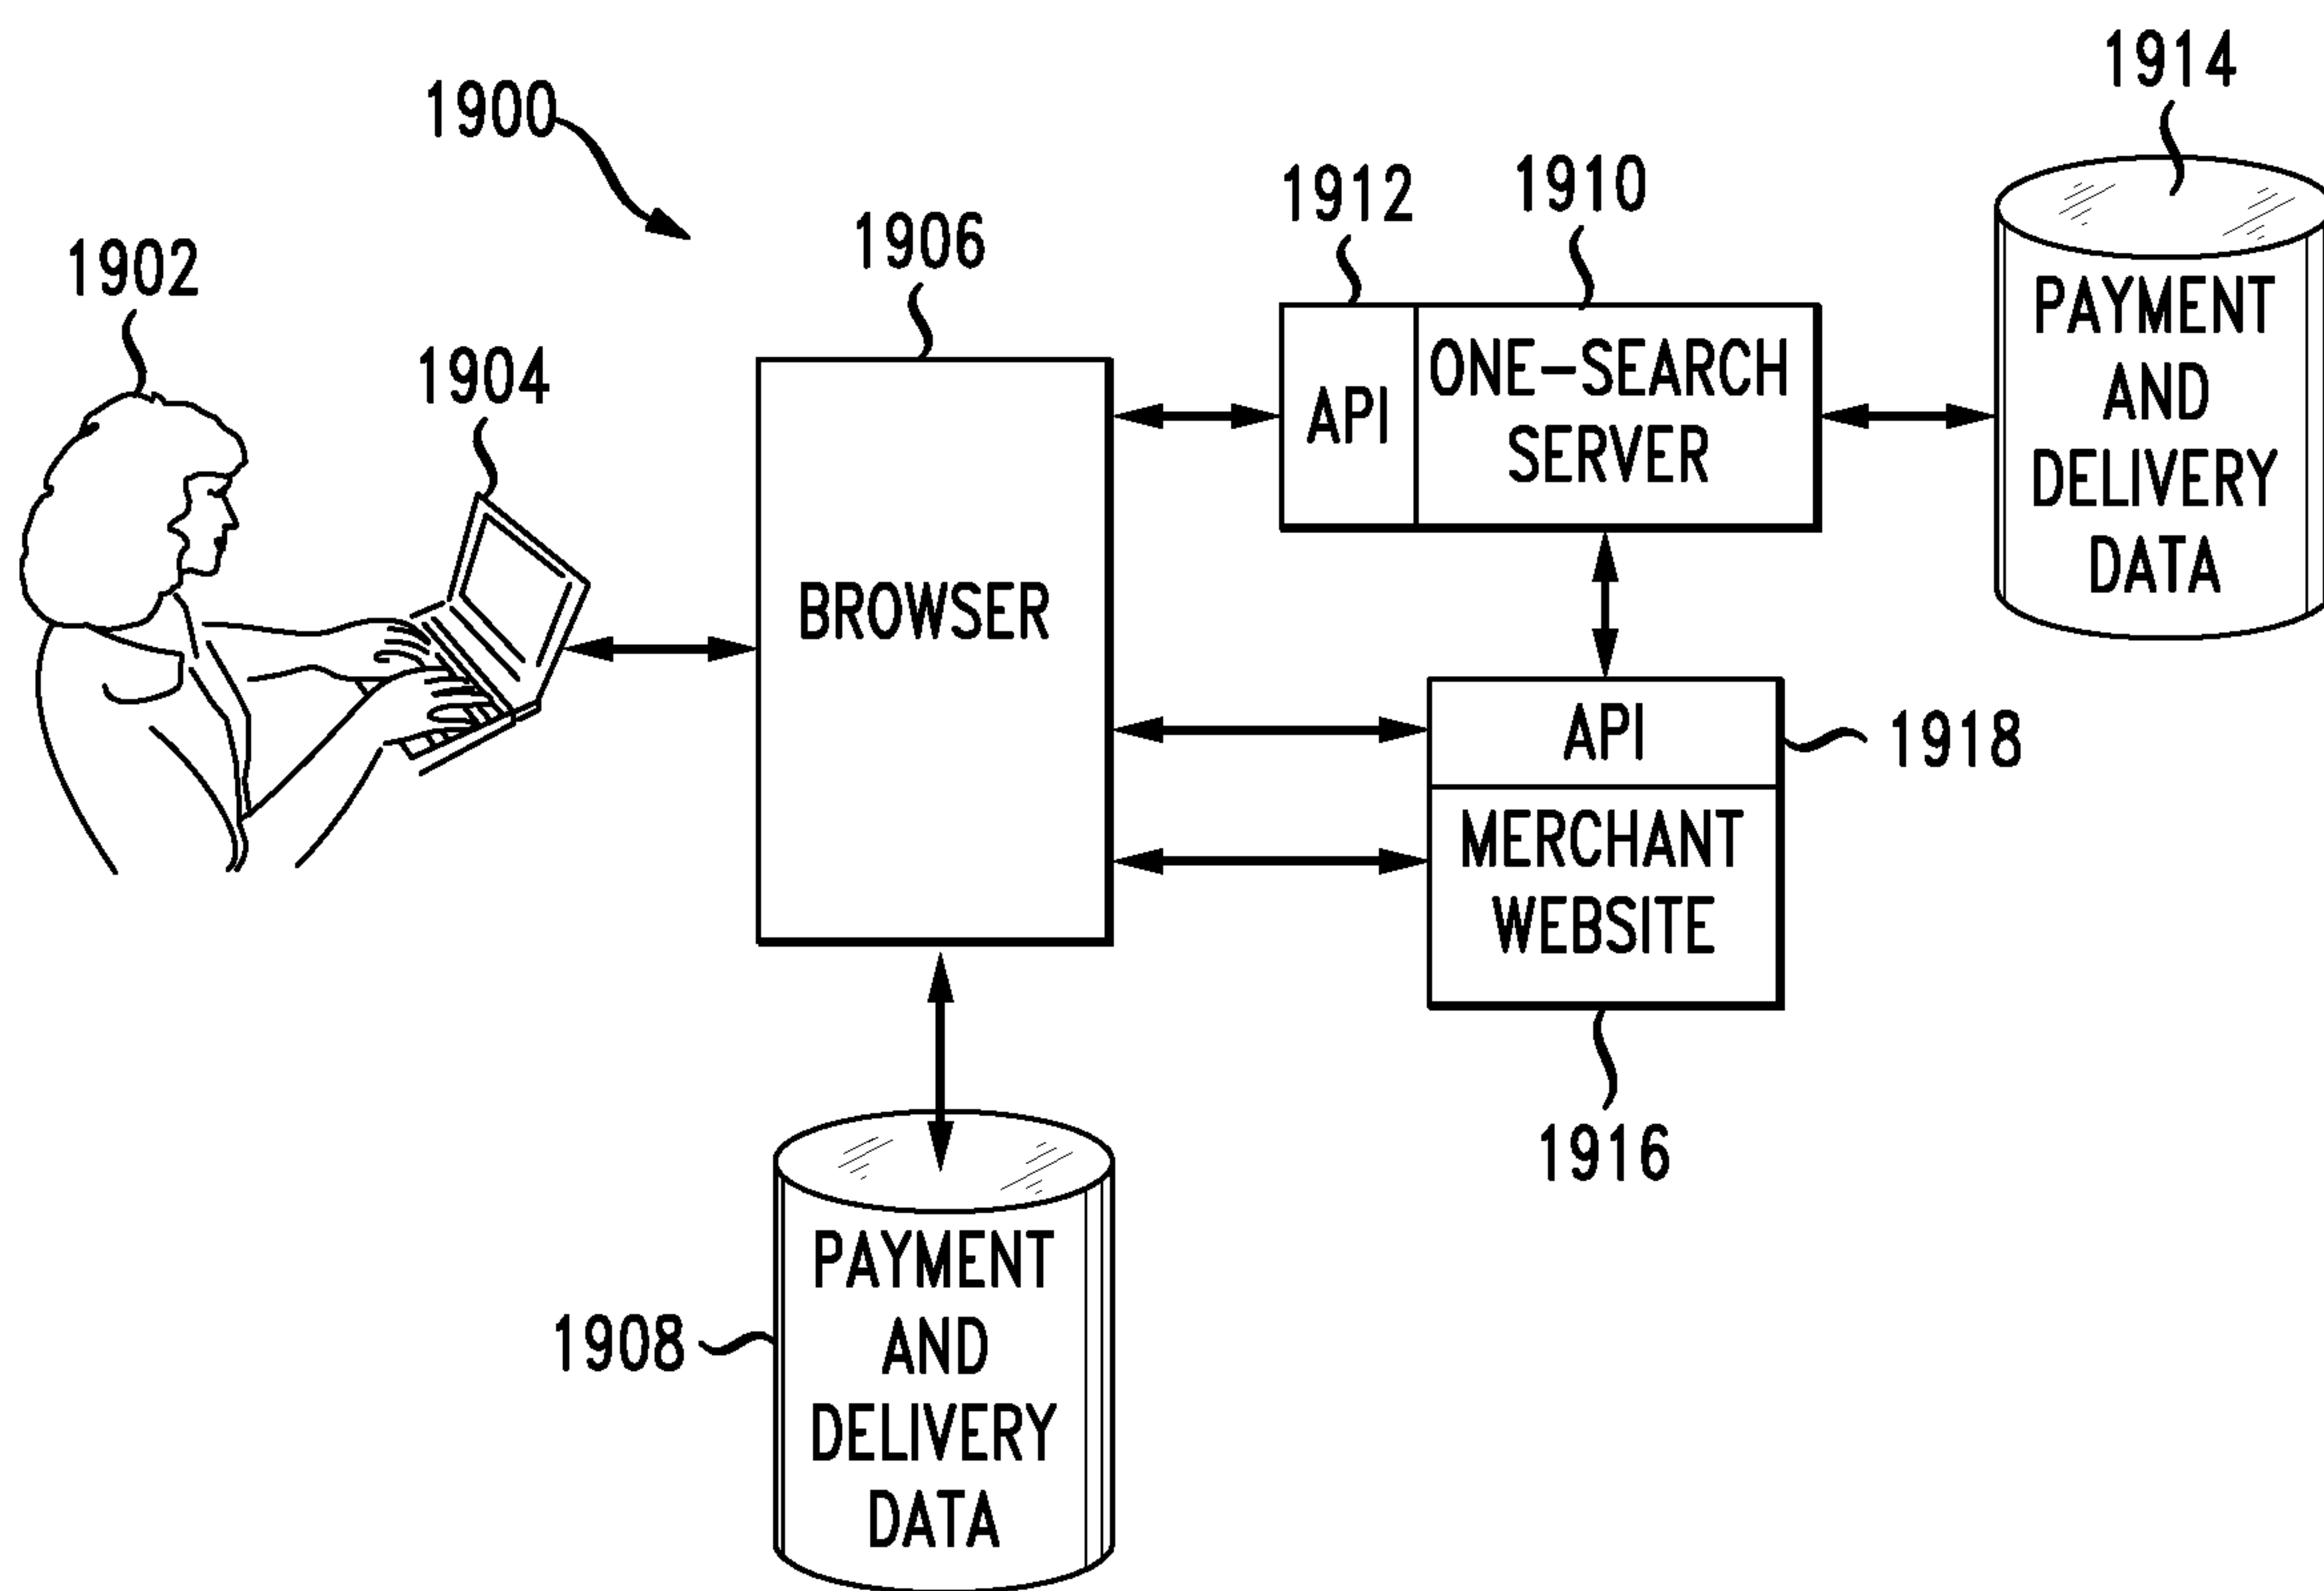 1900
1902
1904
1906
1912
1910
1914
BROWSER
API
ONE-SEARCH
SERVER
PAYMENT
AND
DELIVERY
DATA
API
1918
MERCHANT
WEBSITE
1916
1908
PAYMENT
AND
DELIVERY
DATA